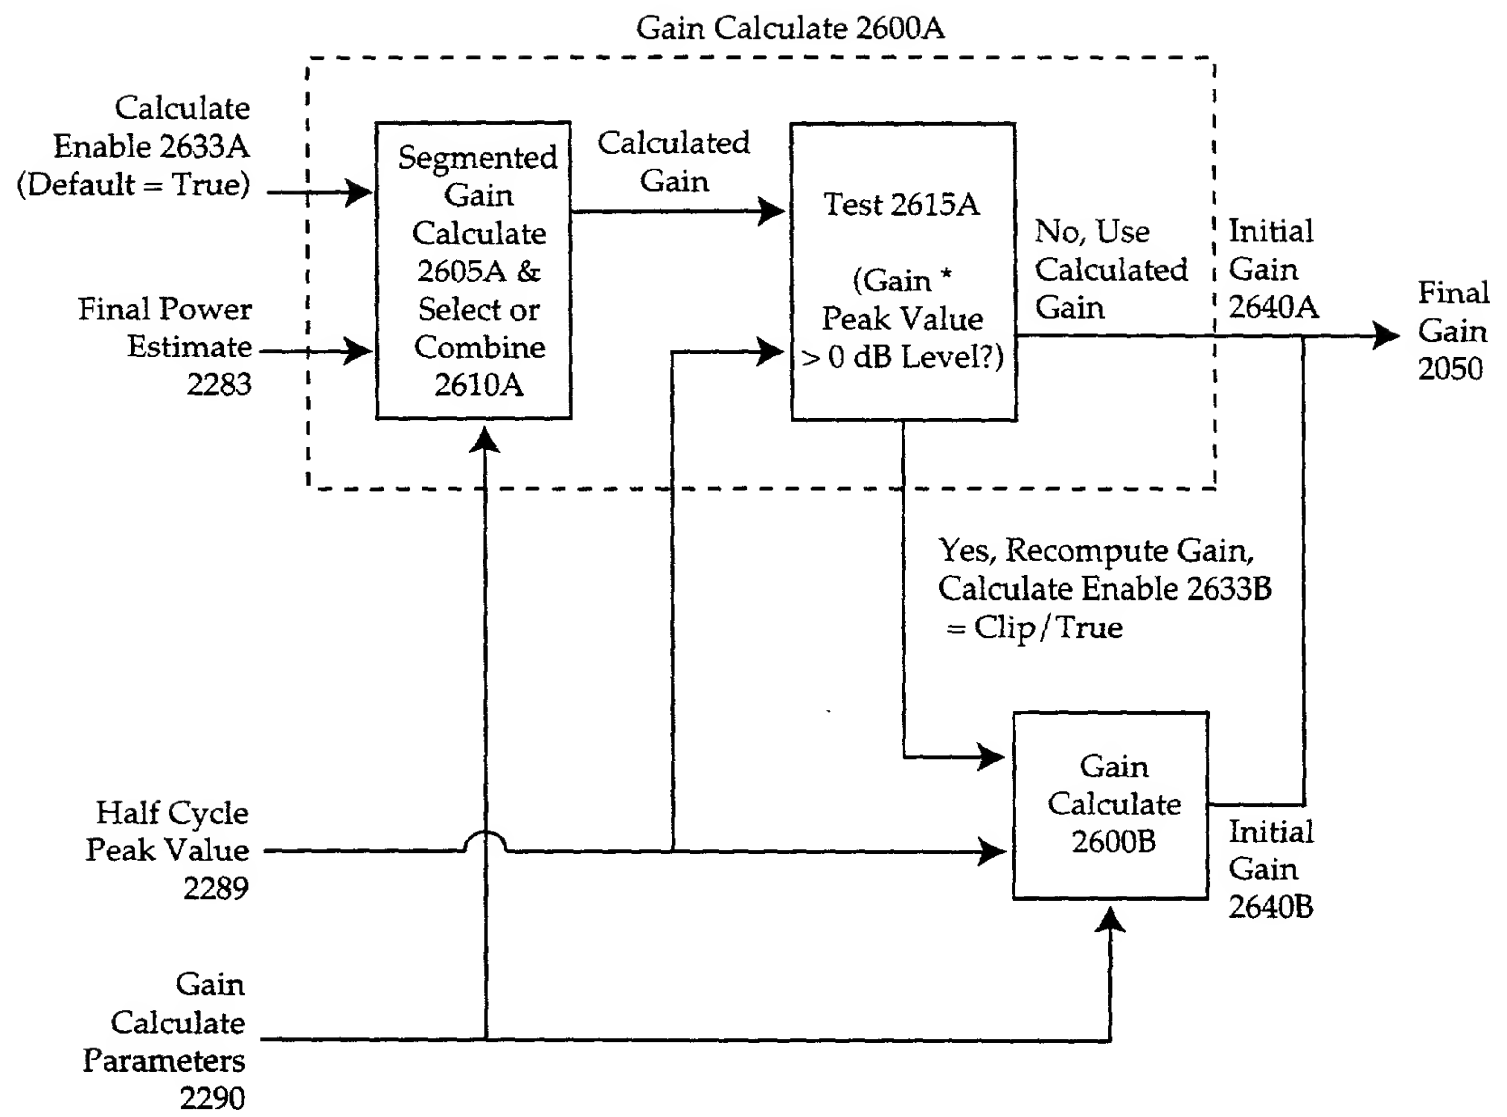 Gain Calculate 2600A
Calculate
Enable 2633A
(Default = True)
Final Power
Estimate
2283
Segmented
Gain
Calculate
2605A &
Select or
Combine
2610A
Calculated
Gain
Test 2615A
(Gain *
Peak Value
> 0 dB Level?)
No, Use
Calculated
Gain
Initial
Gain
2640A
Final
Gain
2050
Yes, Recompute Gain,
Calculate Enable 2633B
= Clip/True
Half Cycle
Peak Value
2289
Gain
Calculate
2600B
Initial
Gain
2640B
Gain
Calculate
Parameters
2290